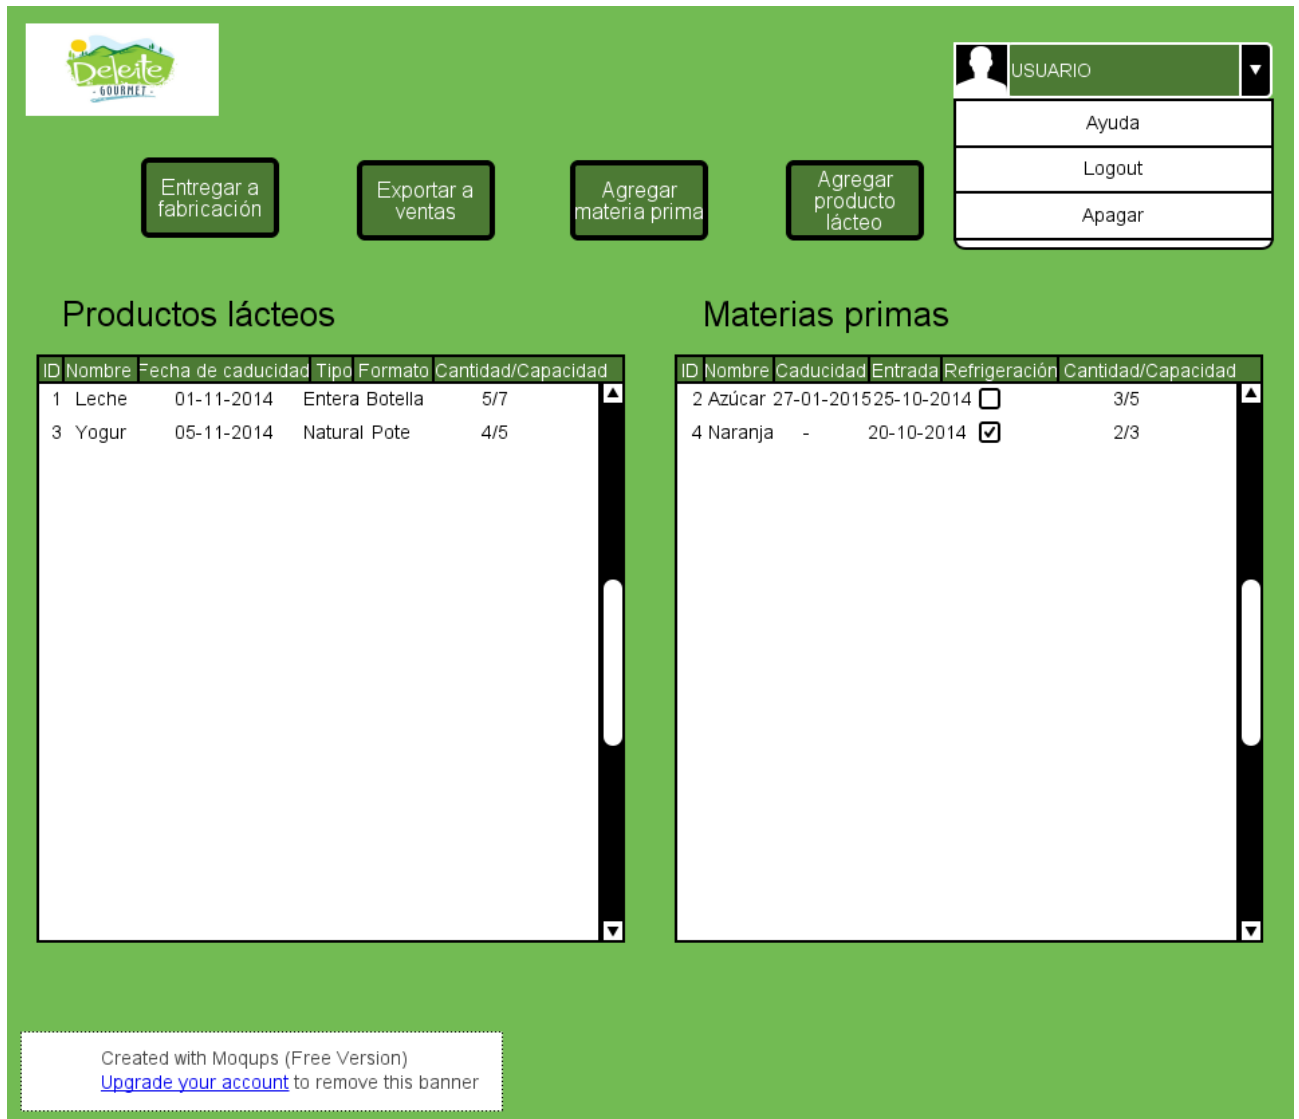 Deleite
- GOURMET -
USUARIO
Ayuda
Logout
Apagar
Entregar a
fabricación
Exportar a
ventas
Agregar
materia prima
Agregar
producto
lácteo
Productos lácteos
ID Nombre Fecha de caducidad Tipo Formato Cantidad/Capacidad
1 Leche 01-11-2014 Entera Botella 5/7
3 Yogur 05-11-2014 Natural Pote 4/5
Materias primas
ID Nombre Caducidad Entrada Refrigeración Cantidad/Capacidad
2 Azúcar 27-01-2015 25-10-2014 3/5
4 Naranja - 20-10-2014 2/3
Created with Moqups (Free Version)
Upgrade your account to remove this banner